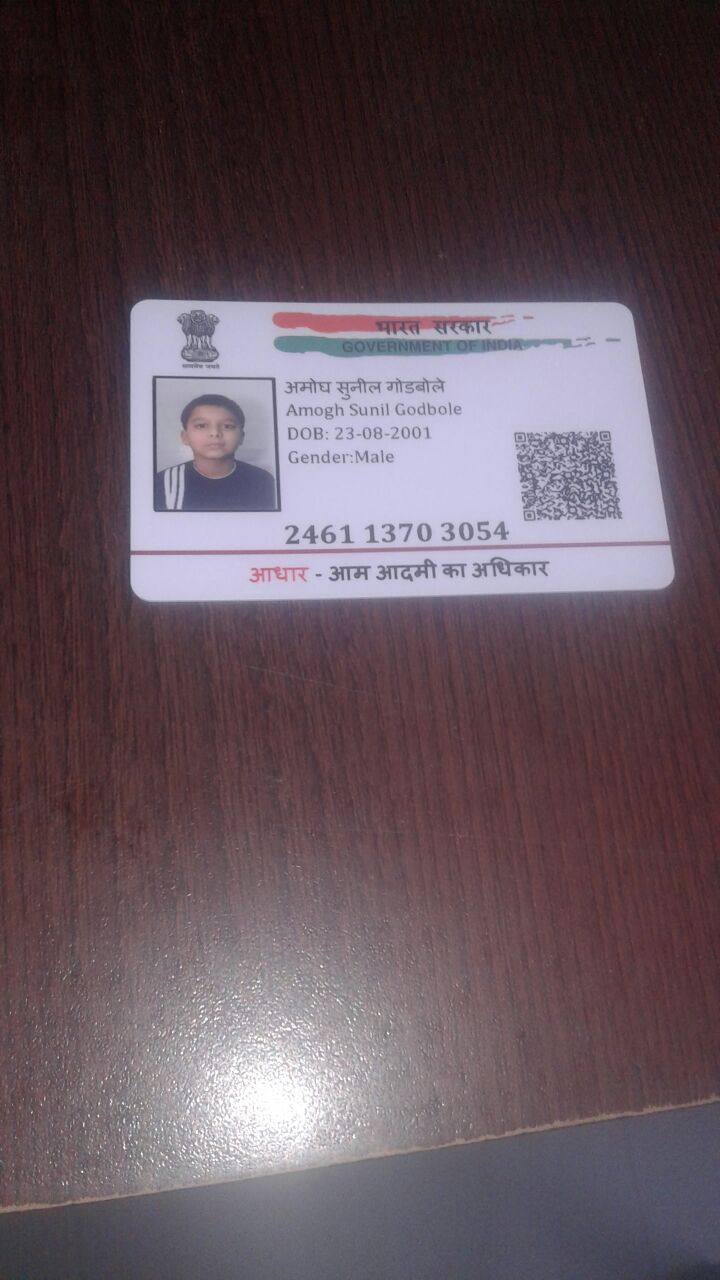 भारत सरकार
GOVERNMENT OF INDIA
सत्यमेव जयते
अमोघ सुनील गोडबोले
Amogh Sunil Godbole
DOB: 23-08-2001
Gender:Male
2461 1370 3054
आधार - आम आदमी का अधिकार